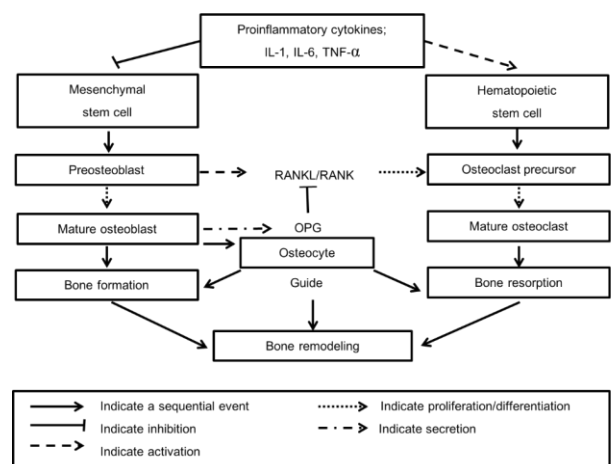 Proinflammatory cytokines;
IL-1, IL-6, TNF-α
Mesenchymal
stem cell
Hematopoietic
stem cell
Preosteoblast
RANKL/RANK
Osteoclast precursor
Mature osteoblast
OPG
Mature osteoclast
Osteocyte
Bone formation
Guide
Bone resorption
Bone remodeling
Indicate a sequential event
Indicate proliferation/differentiation
Indicate inhibition
Indicate secretion
Indicate activation